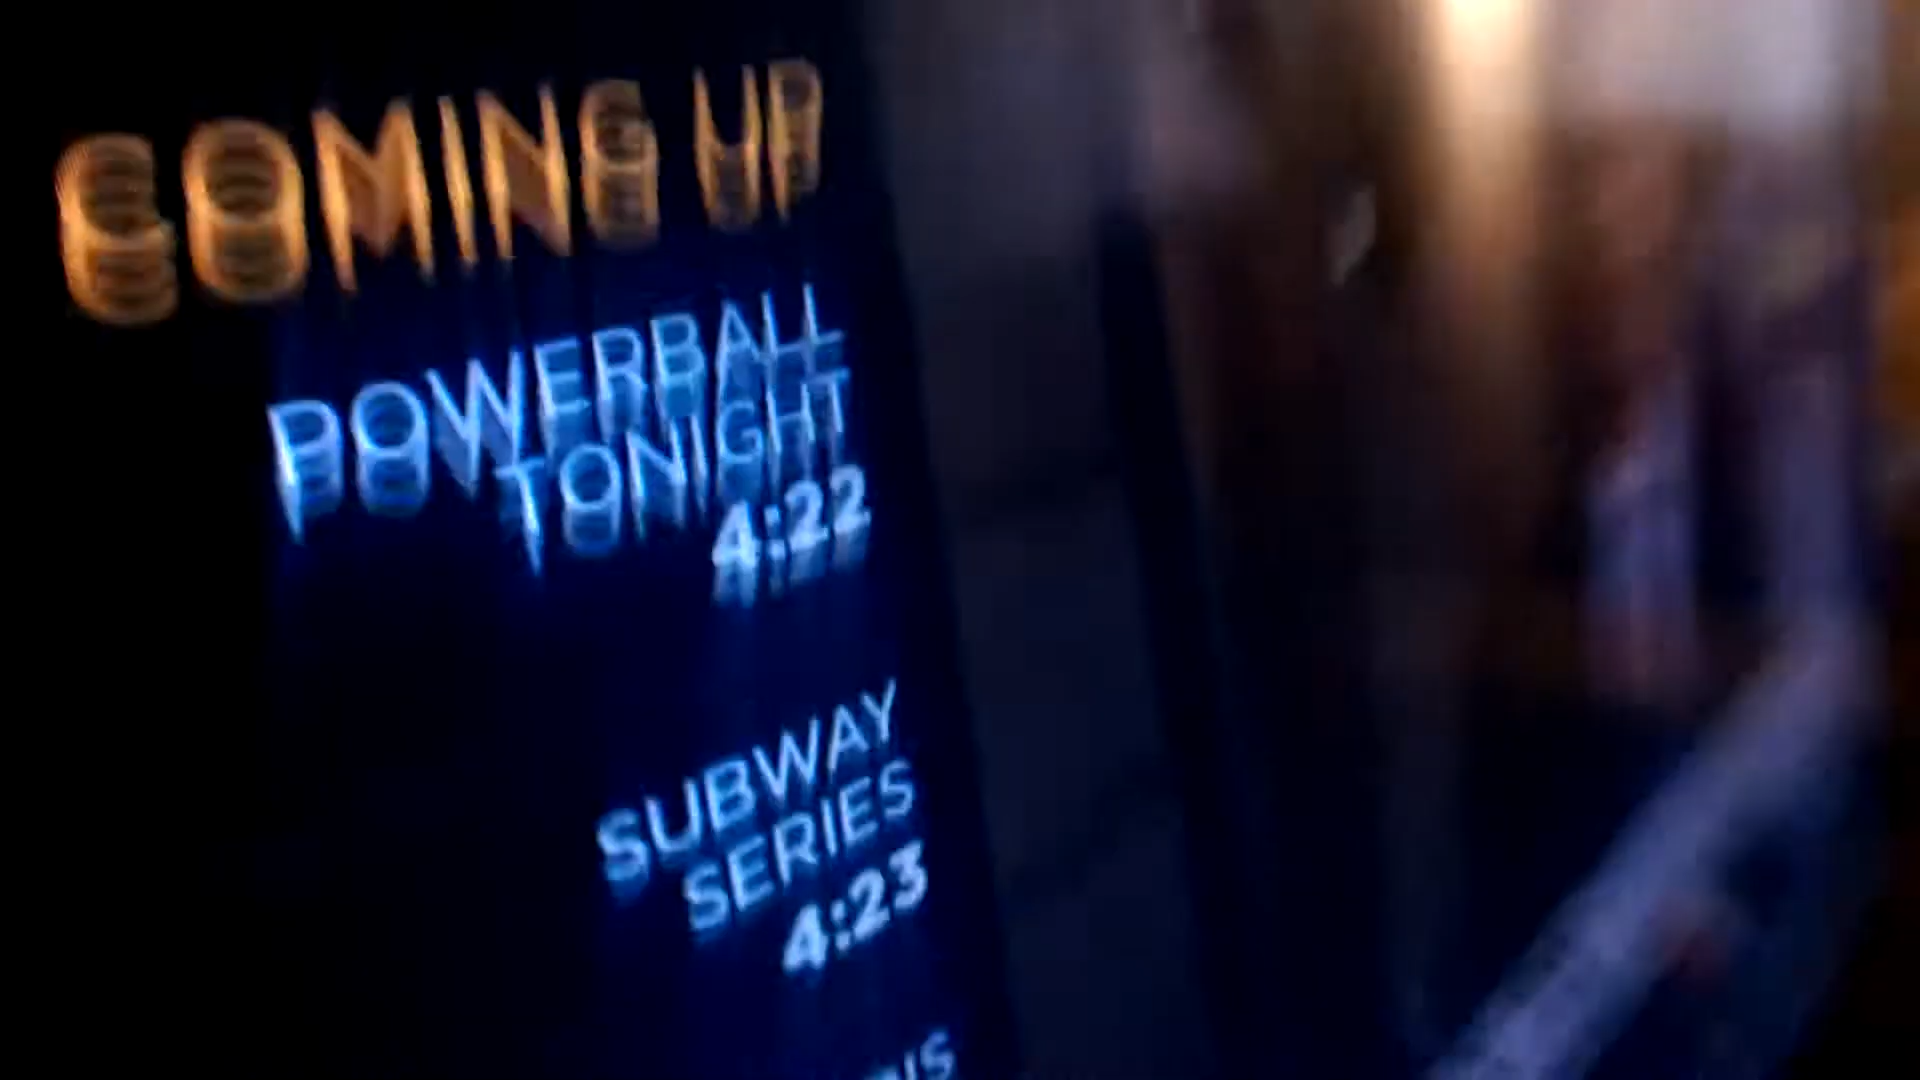 COMING UP
POWERBALL
TONIGHT
4:22
SUBWAY
SERIES
4:23